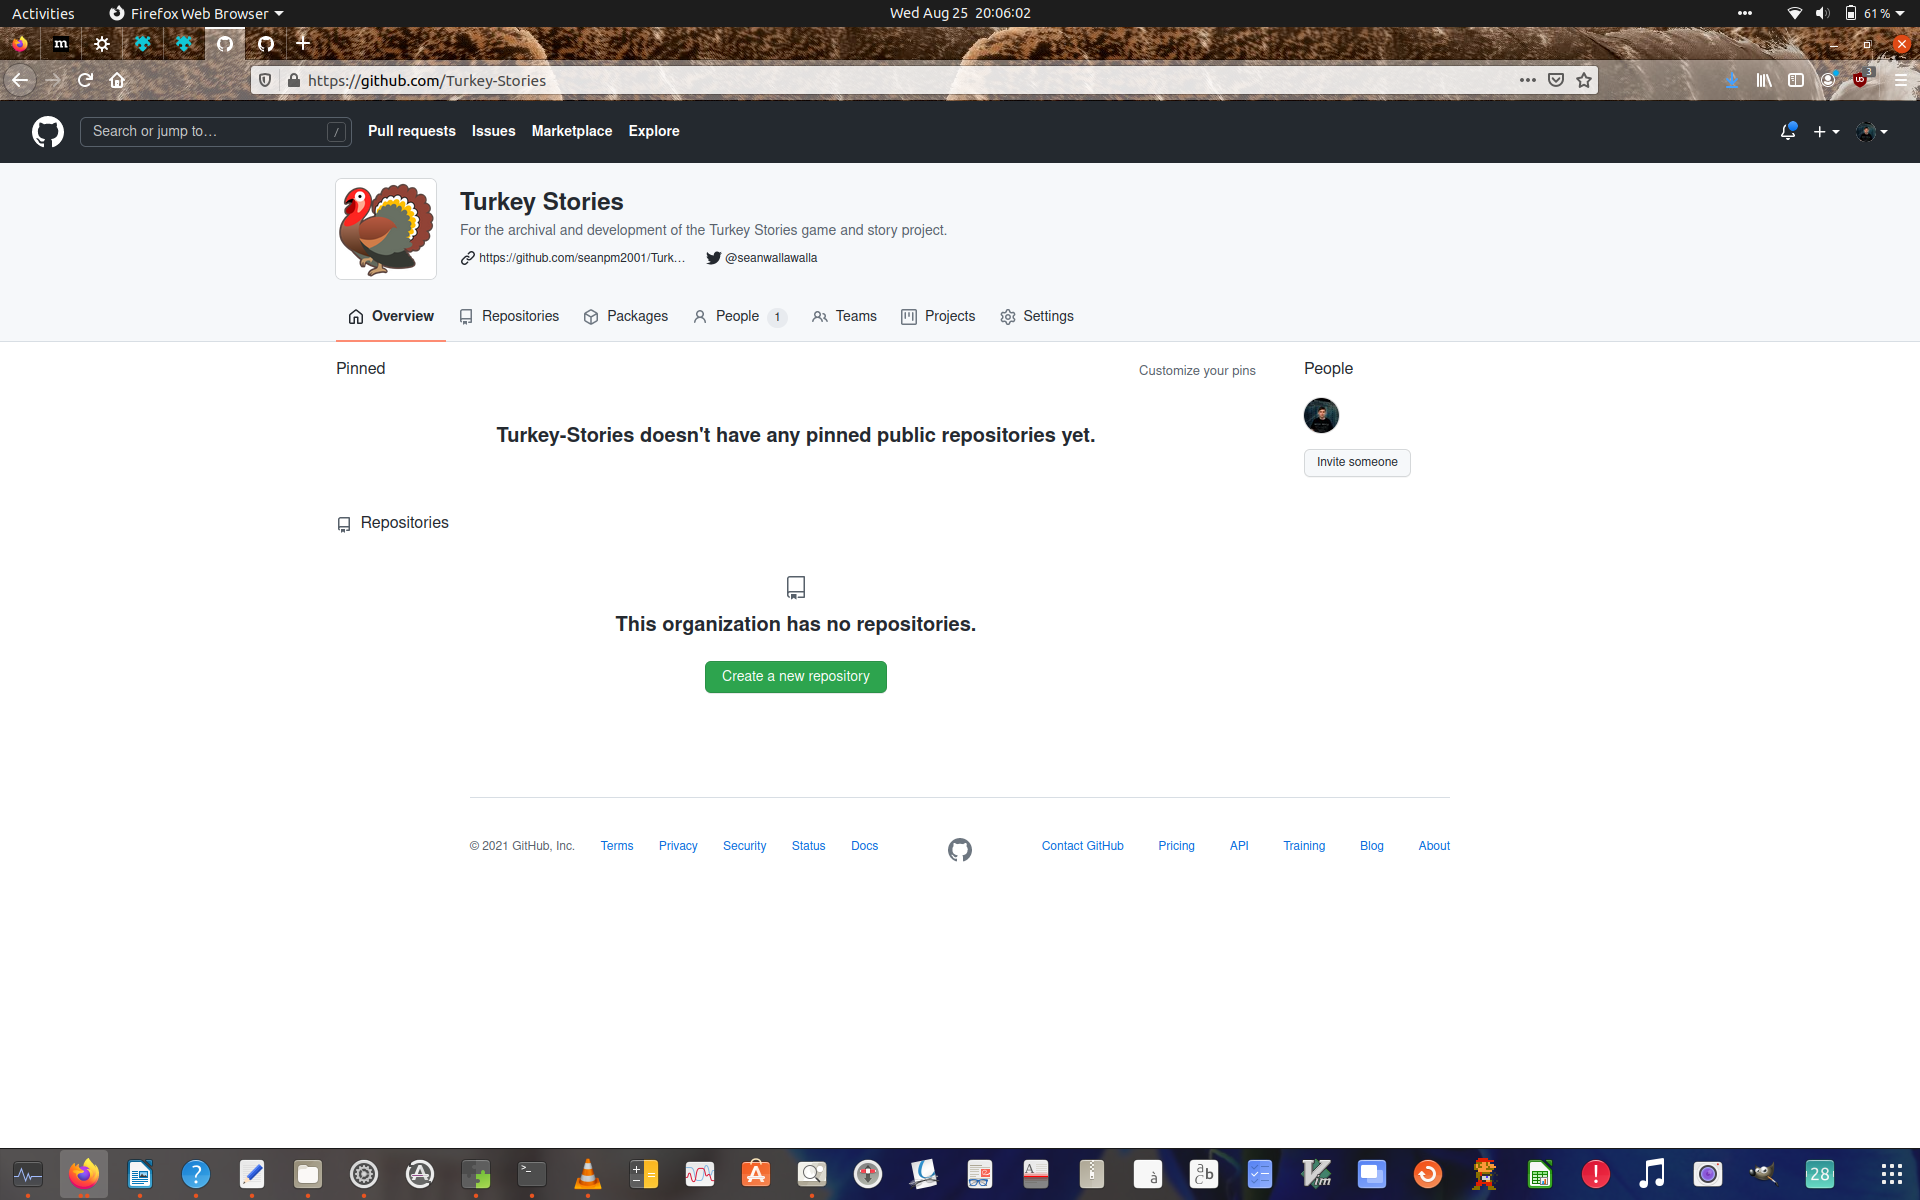 Activities Firefox Web Browser Wed Aug 25 20:06:02 61 %
m
https://github.com/Turkey-Stories 3
Search or jump to… / Pull requests Issues Marketplace Explore
Turkey Stories
For the archival and development of the Turkey Stories game and story project.
https://github.com/seanpm2001/Turk… @seanwallawalla
Overview Repositories Packages People 1 Teams Projects Settings
Pinned Customize your pins People
Turkey-Stories doesn't have any pinned public repositories yet.
Invite someone
Repositories
This organization has no repositories.
Create a new repository
© 2021 GitHub, Inc. Terms Privacy Security Status Docs Contact GitHub Pricing API Training Blog About
28